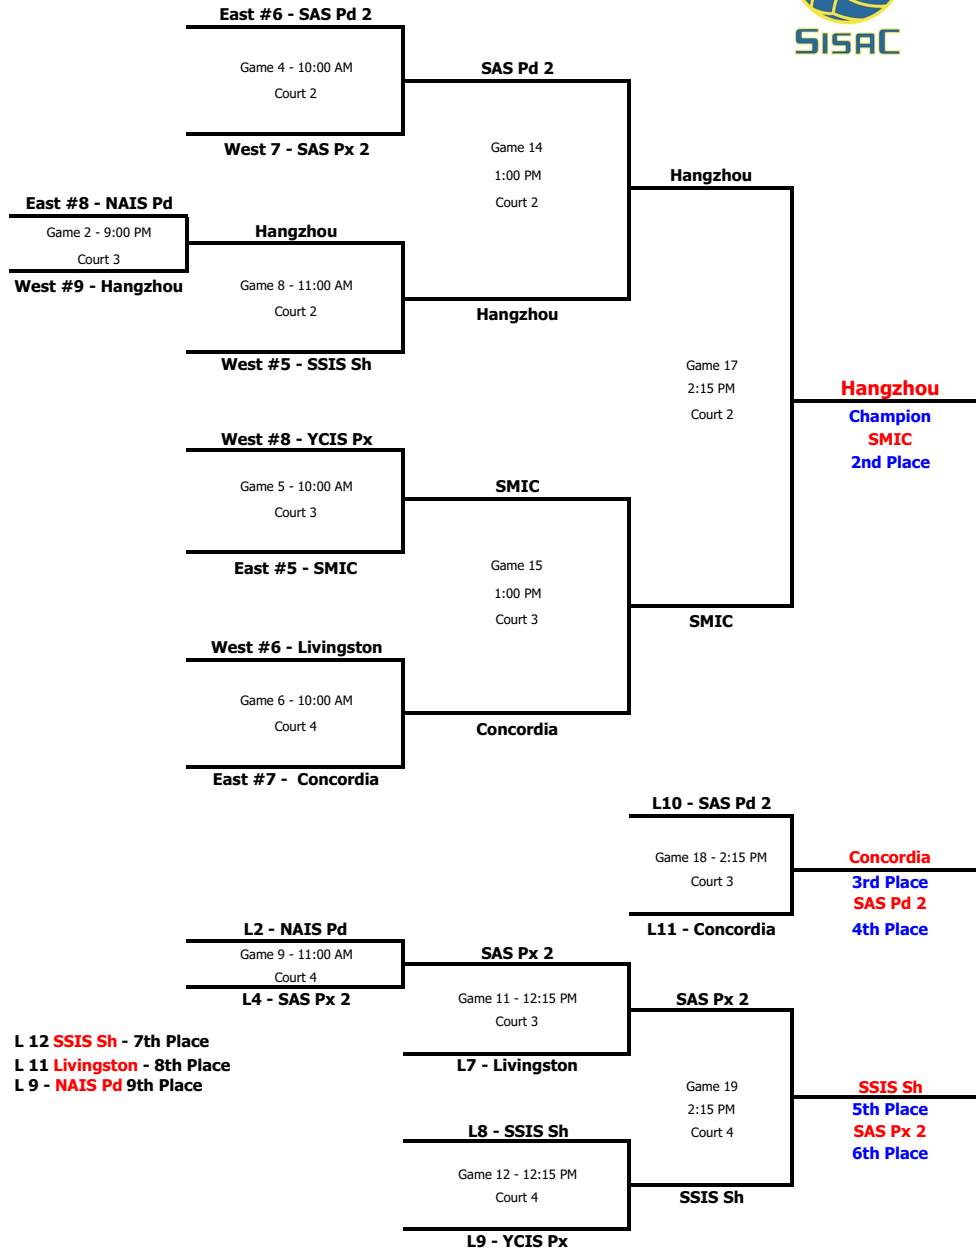 SISAC
East #6 - SAS Pd 2
Game 4 - 10:00 AM
Court 2
West 7 - SAS Px 2
SAS Pd 2
Game 14
1:00 PM
Court 2
Hangzhou
East #8 - NAIS Pd
Game 2 - 9:00 PM
Court 3
West #9 - Hangzhou
Hangzhou
Game 8 - 11:00 AM
Court 2
West #5 - SSIS Sh
Hangzhou
Game 17
2:15 PM
Court 2
Hangzhou
Champion
SMIC
2nd Place
West #8 - YCIS Px
Game 5 - 10:00 AM
Court 3
East #5 - SMIC
SMIC
Game 15
1:00 PM
Court 3
SMIC
West #6 - Livingston
Game 6 - 10:00 AM
Court 4
East #7 -  Concordia
Concordia
L10 - SAS Pd 2
Game 18 - 2:15 PM
Court 3
L11 - Concordia
Concordia
3rd Place
SAS Pd 2
4th Place
L2 - NAIS Pd
Game 9 - 11:00 AM
Court 4
L4 - SAS Px 2
SAS Px 2
Game 11 - 12:15 PM
Court 3
L7 - Livingston
SAS Px 2
L 12 SSIS Sh - 7th Place
L 11 Livingston - 8th Place
L 9 - NAIS Pd 9th Place
Game 19
2:15 PM
Court 4
SSIS Sh
5th Place
SAS Px 2
6th Place
L8 - SSIS Sh
Game 12 - 12:15 PM
Court 4
L9 - YCIS Px
SSIS Sh